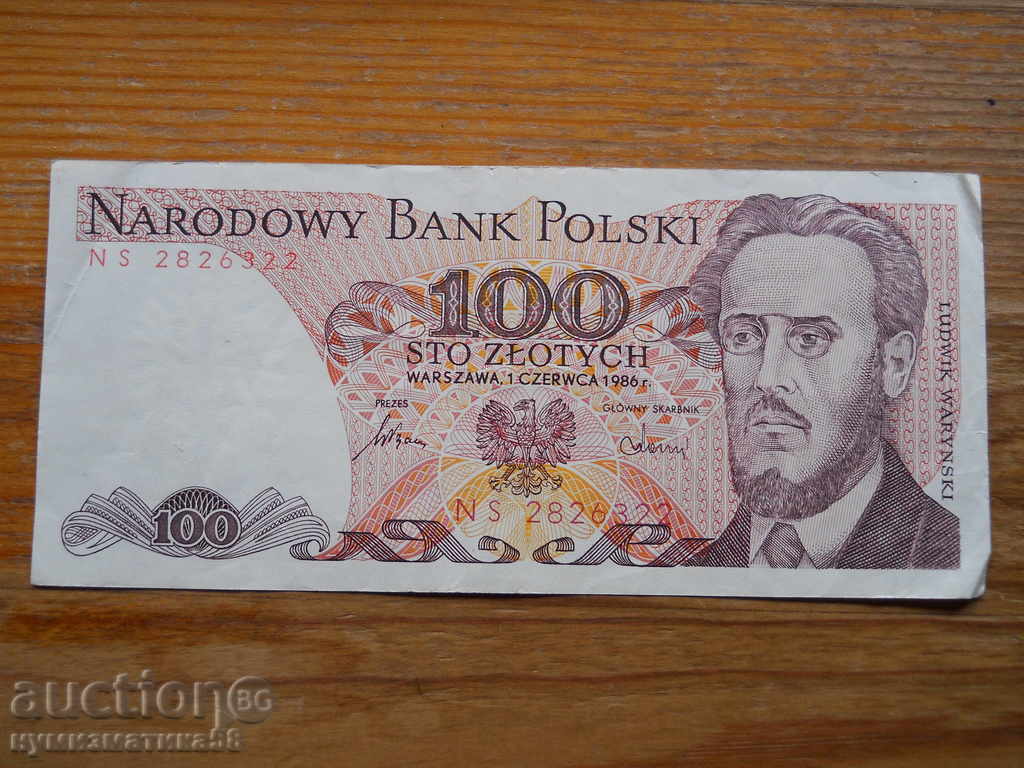 NARODOWY BANK POLSKI
NS 2826322
100
STO ZŁOTYCH
WARSZAWA, 1 CZERWCA 1986 r.
PREZES
GŁÓWNY SKARBNIK
LUDWIK WARYŃSKI
NS 2826322
100
auction BG
нумизматика58